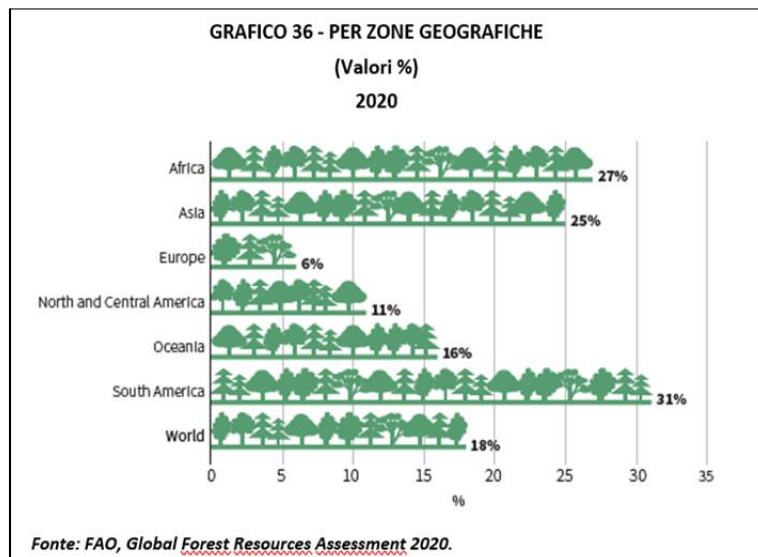 GRAFICO 36 - PER ZONE GEOGRAFICHE
(Valori %)
2020
Africa
27%
Asia
25%
Europe
6%
North and Central America
11%
Oceania
16%
South America
31%
World
18%
0 5 10 15 20 25 30 35
%
Fonte: FAO, Global Forest Resources Assessment 2020.